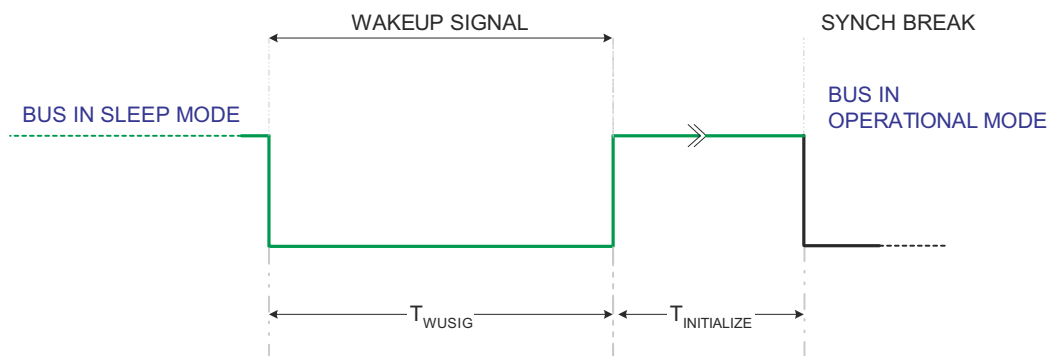 WAKEUP SIGNAL
SYNCH BREAK
BUS IN SLEEP MODE
BUS IN
OPERATIONAL MODE
TWUSIG
TINITIALIZE